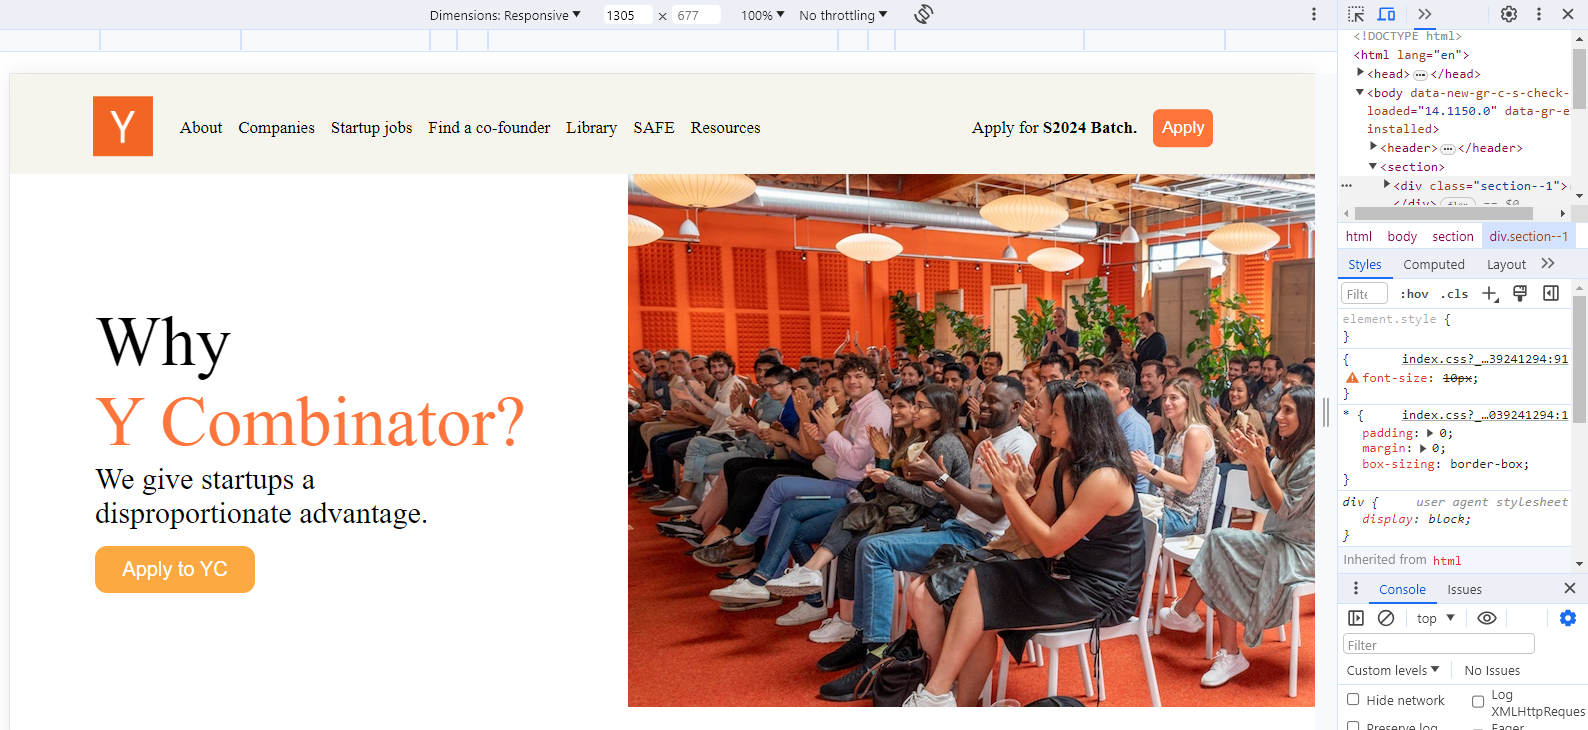 Dimensions: Responsive 1305 × 677 100% No throttling
Y About Companies Startup jobs Find a co-founder Library SAFE Resources Apply for S2024 Batch. Apply
Why
Y Combinator?
We give startups a
disproportionate advantage.
Apply to YC
<!DOCTYPE html>
<html lang="en">
<head> ••• </head>
<body data-new-gr-c-s-check-
loaded="14.1150.0" data-gr-e
installed>
<header> ••• </header>
<section>
••• <div class="section--1">
</div> flex == $0
html body section div.section--1
Styles Computed Layout
Filte :hov .cls
element.style {
}
{ index.css?_…39241294:91
font-size: 10px;
}
* { index.css?_…039241294:1
padding: 0;
margin: 0;
box-sizing: border-box;
}
div { user agent stylesheet
display: block;
}
Inherited from html
Console Issues
top
Filter
Custom levels No Issues
Hide network Log
XMLHttpReques
Preserve log Eager